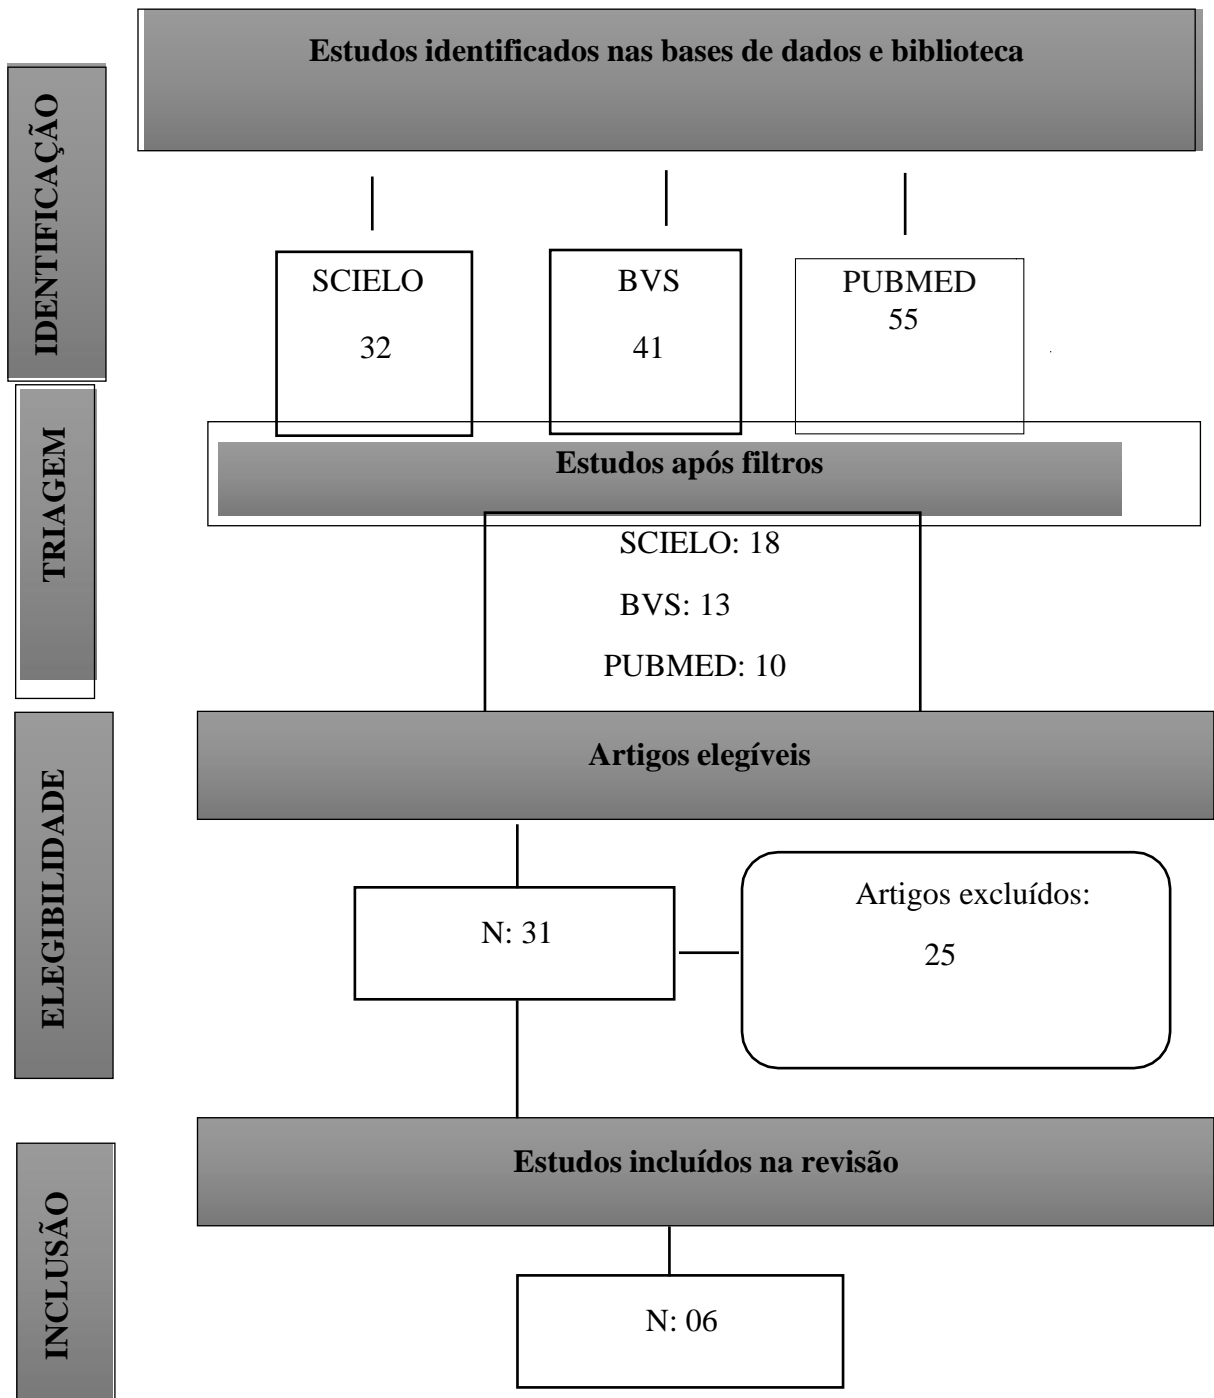 Estudos identificados nas bases de dados e biblioteca
IDENTIFICAÇÃO
SCIELO
32
BVS
41
PUBMED
55
TRIAGEM
Estudos após filtros
SCIELO: 18
BVS: 13
PUBMED: 10
ELEGIBILIDADE
Artigos elegíveis
N: 31
Artigos excluídos:
25
INCLUSÃO
Estudos incluídos na revisão
N: 06